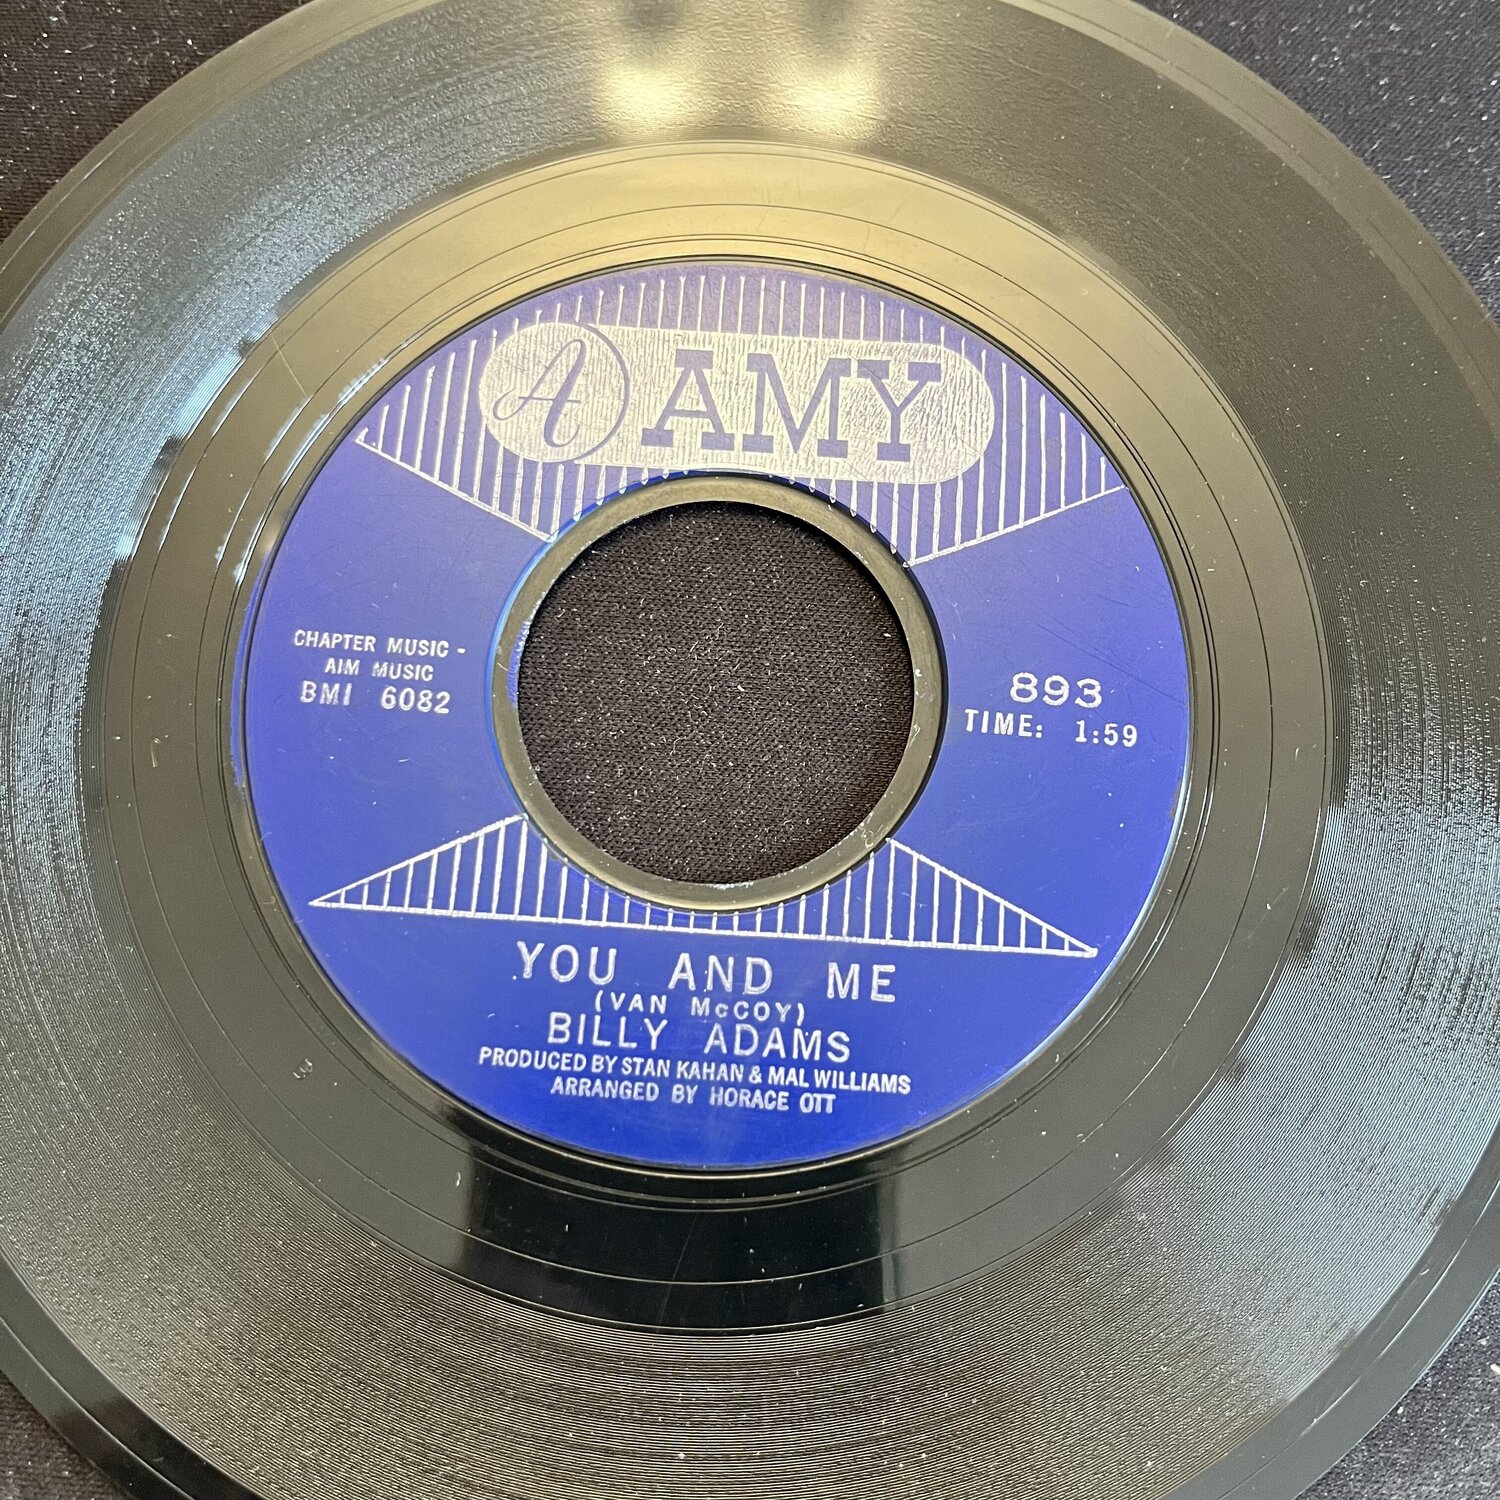 A AMY
CHAPTER MUSIC -
AIM MUSIC
BMI 6082
893
TIME: 1:59
YOU AND ME
(VAN McCOY)
BILLY ADAMS
PRODUCED BY STAN KAHAN & MAL WILLIAMS
ARRANGED BY HORACE OTT